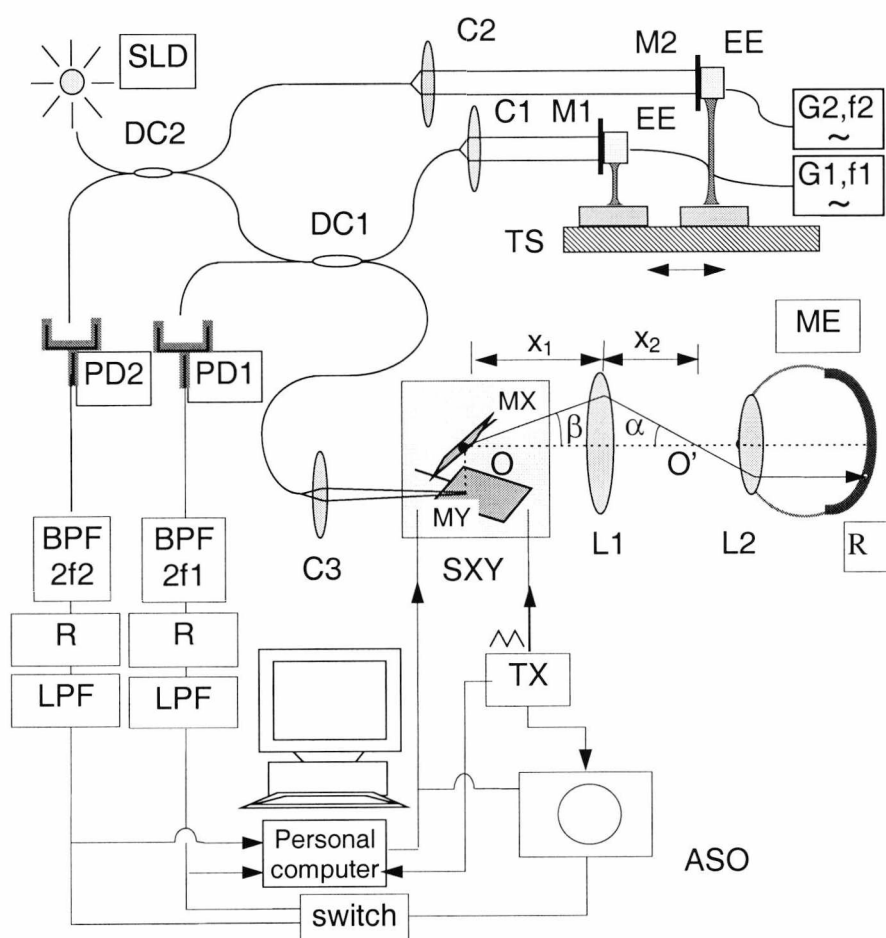 SLD
C2
M2
EE
DC2
C1
M1
EE
G2,f2
~
G1,f1
~
DC1
TS
x1
x2
ME
PD2
PD1
MX
β
α
O
O'
MY
BPF
2f2
BPF
2f1
C3
SXY
L1
L2
R
R
R
TX
LPF
LPF
Personal
computer
ASO
switch